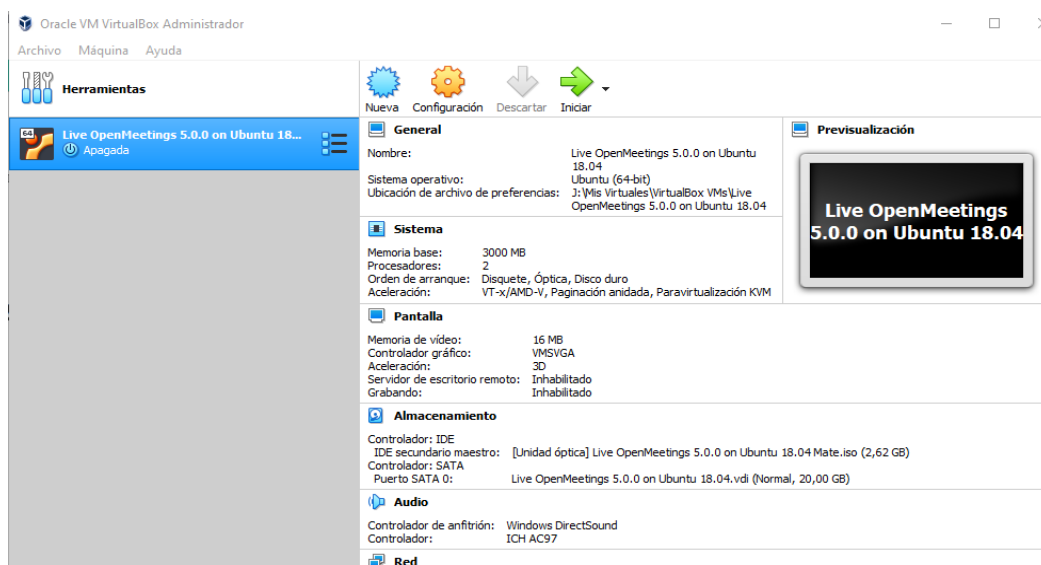 Oracle VM VirtualBox Administrador
Archivo Máquina Ayuda
Herramientas
Nueva Configuración Descartar Iniciar
64
Live OpenMeetings 5.0.0 on Ubuntu 18...
Apagada
General
Nombre: Live OpenMeetings 5.0.0 on Ubuntu
18.04
Sistema operativo: Ubuntu (64-bit)
Ubicación de archivo de preferencias: J:\Mis Virtuales\VirtualBox VMs\Live
OpenMeetings 5.0.0 on Ubuntu 18.04
Previsualización
Live OpenMeetings
5.0.0 on Ubuntu 18.04
Sistema
Memoria base: 3000 MB
Procesadores: 2
Orden de arranque: Disquete, Óptica, Disco duro
Aceleración: VT-x/AMD-V, Paginación anidada, Paravirtualización KVM
Pantalla
Memoria de vídeo: 16 MB
Controlador gráfico: VMSVGA
Aceleración: 3D
Servidor de escritorio remoto: Inhabilitado
Grabando: Inhabilitado
Almacenamiento
Controlador: IDE
IDE secundario maestro: [Unidad óptica] Live OpenMeetings 5.0.0 on Ubuntu 18.04 Mate.iso (2,62 GB)
Controlador: SATA
Puerto SATA 0: Live OpenMeetings 5.0.0 on Ubuntu 18.04.vdi (Normal, 20,00 GB)
Audio
Controlador de anfitrión: Windows DirectSound
Controlador: ICH AC97
Red